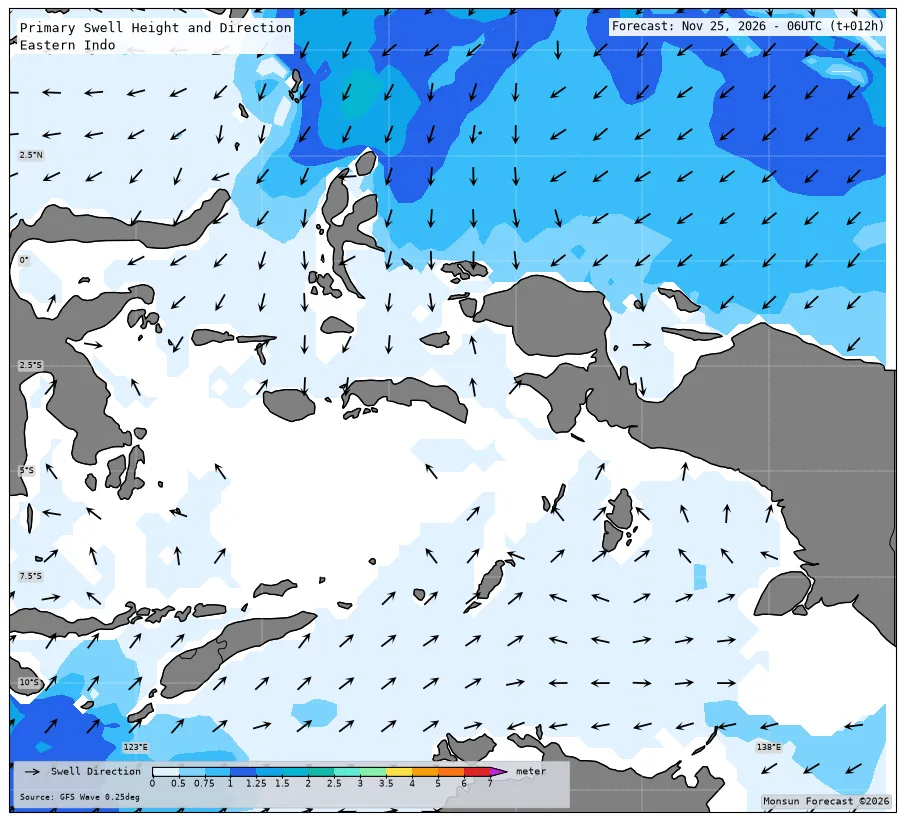 Primary Swell Height and Direction
Eastern Indo
Forecast: Nov 25, 2026 - 06UTC (t+012h)
2.5°N
0°
2.5°S
5°S
7.5°S
10°S
123°E
138°E
Swell Direction
0 0.5 0.75 1 1.25 1.5 2 2.5 3 3.5 4 5 6 7
meter
Source: GFS Wave 0.25deg
Monsun Forecast ©2026